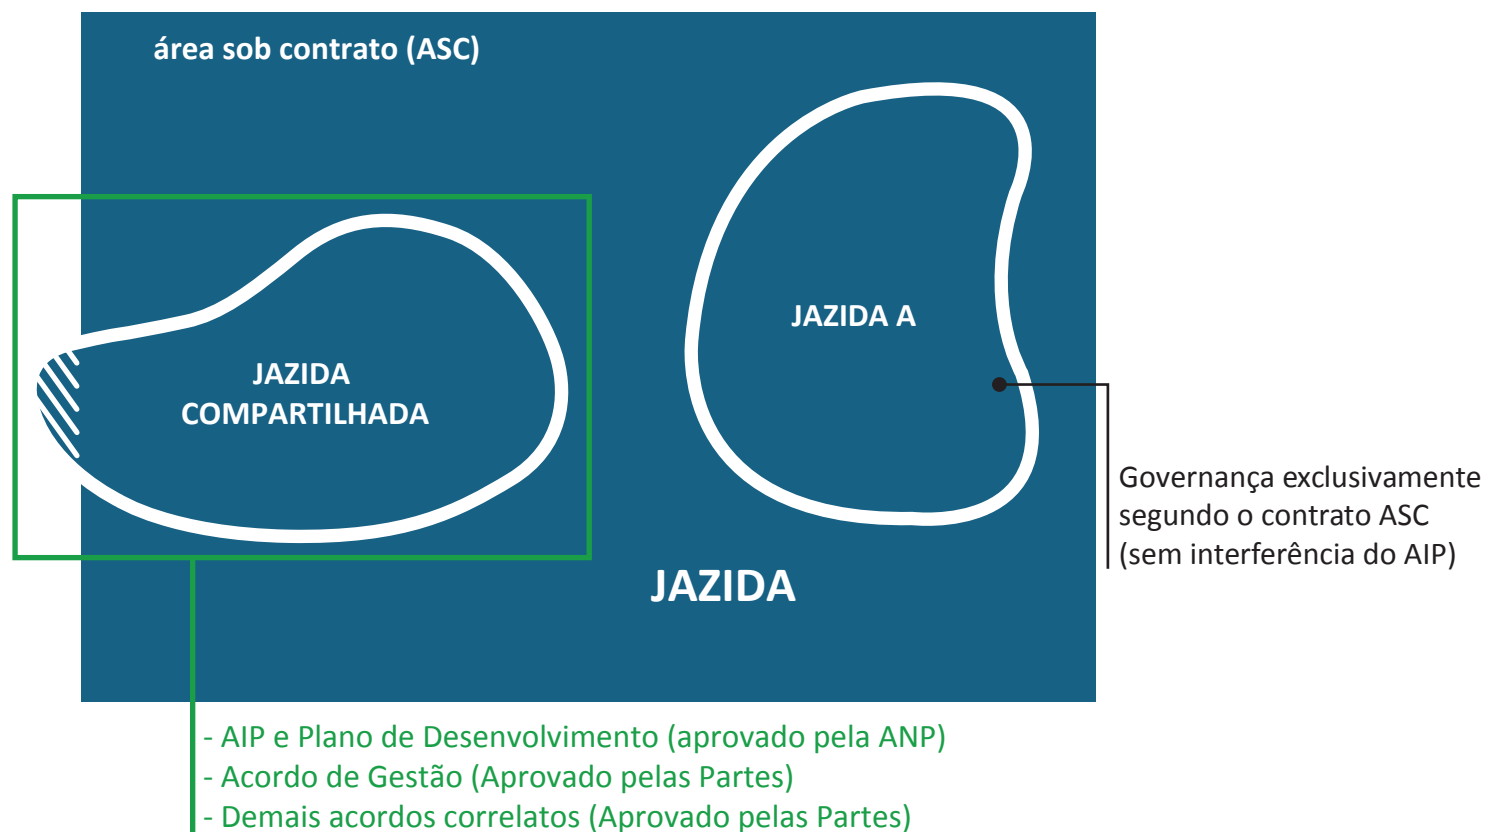 área sob contrato (ASC)
JAZIDA A
JAZIDA
COMPARTILHADA
Governança exclusivamente
segundo o contrato ASC
(sem interferência do AIP)
JAZIDA
- AIP e Plano de Desenvolvimento (aprovado pela ANP)
- Acordo de Gestão (Aprovado pelas Partes)
- Demais acordos correlatos (Aprovado pelas Partes)